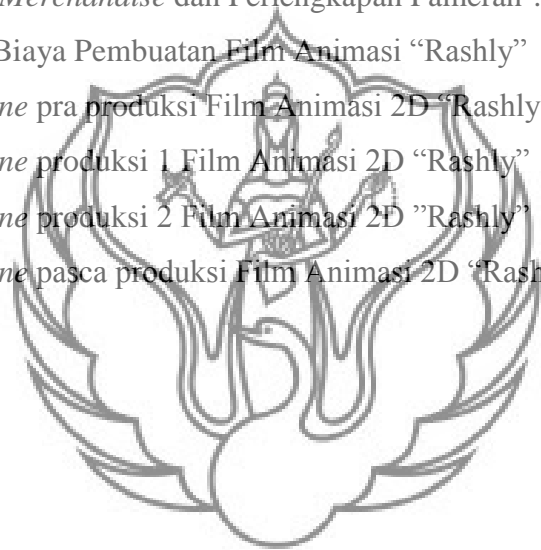 Merchandise dan Perlengkapan Pameran .
Biaya Pembuatan Film Animasi “Rashly”
ne pra produksi Film Animasi 2D “Rashly
ne produksi 1 Film Animasi 2D “Rashly”
ne produksi 2 Film Animasi 2D ”Rashly”
ne pasca produksi Film Animasi 2D “Rash